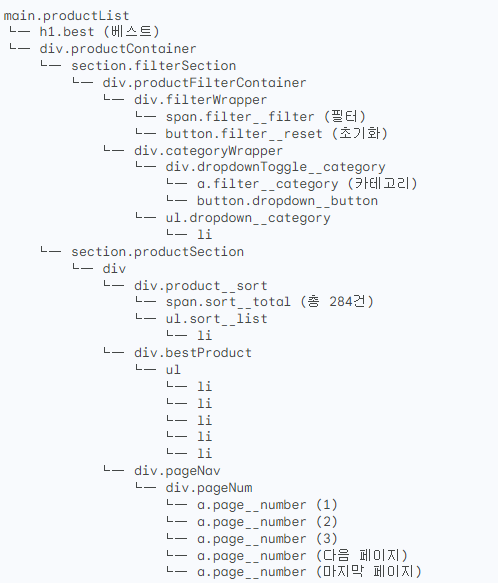 main.productList
└─ h1.best (베스트)
└─ div.productContainer
└─ section.filterSection
└─ div.productFilterContainer
└─ div.filterWrapper
└─ span.filter__filter (필터)
└─ button.filter__reset (초기화)
└─ div.categoryWrapper
└─ div.dropdownToggle__category
└─ a.filter__category (카테고리)
└─ button.dropdown__button
└─ ul.dropdown__category
└─ li
└─ section.productSection
└─ div
└─ div.product__sort
└─ span.sort__total (총 284건)
└─ ul.sort__list
└─ li
└─ div.bestProduct
└─ ul
└─ li
└─ li
└─ li
└─ li
└─ li
└─ div.pageNav
└─ div.pageNum
└─ a.page__number (1)
└─ a.page__number (2)
└─ a.page__number (3)
└─ a.page__number (다음 페이지)
└─ a.page__number (마지막 페이지)